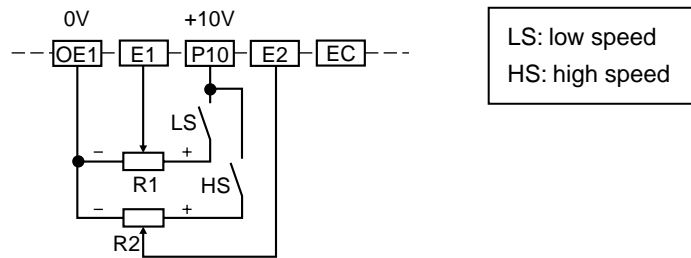 0V +10V
OE1 E1 P10 E2 EC
LS: low speed
HS: high speed
LS
− +
R1 HS
− +
R2